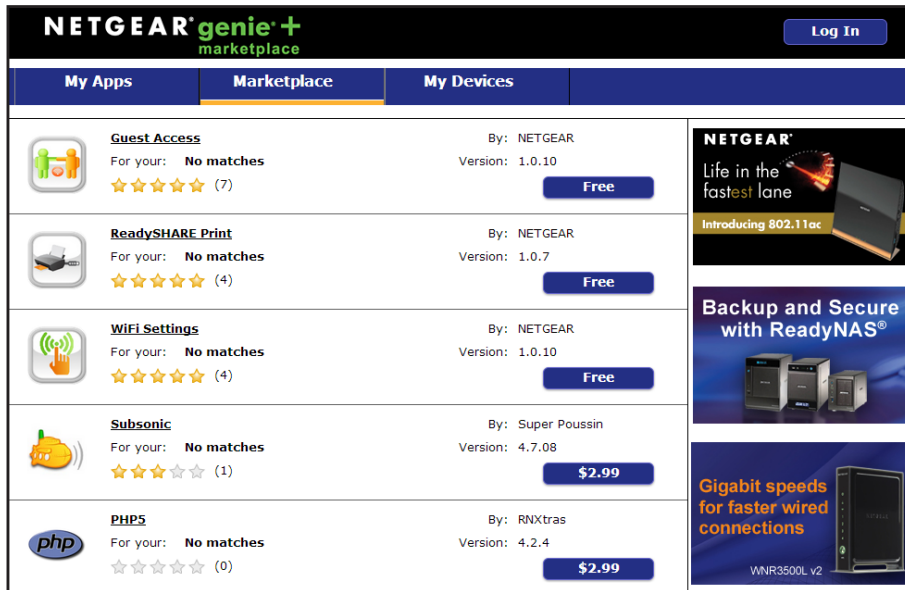 NETGEAR® genie® +
marketplace
Log In
My Apps
Marketplace
My Devices
Guest Access
By: NETGEAR
For your: No matches
Version: 1.0.10
(7)
Free
ReadySHARE Print
By: NETGEAR
For your: No matches
Version: 1.0.7
(4)
Free
WiFi Settings
By: NETGEAR
For your: No matches
Version: 1.0.10
(4)
Free
Subsonic
By: Super Poussin
For your: No matches
Version: 4.7.08
(1)
$2.99
php
PHP5
By: RNXtras
For your: No matches
Version: 4.2.4
(0)
$2.99
NETGEAR®
Life in the
fastest lane
Introducing 802.11ac
Backup and Secure
with ReadyNAS®
Gigabit speeds
for faster wired
connections
NETGEAR
WNR3500L v2